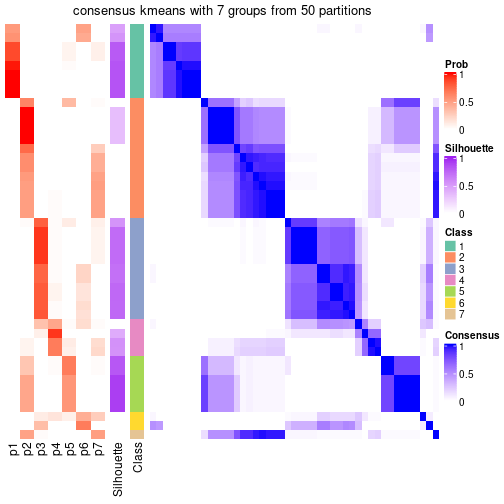 consensus kmeans with 7 groups from 50 partitions
Prob
1
0.5
0
Silhouette
1
0.5
0
Class
1
2
3
4
5
6
7
Consensus
1
0.5
0
p1
p2
p3
p4
p5
p6
p7
Silhouette
Class